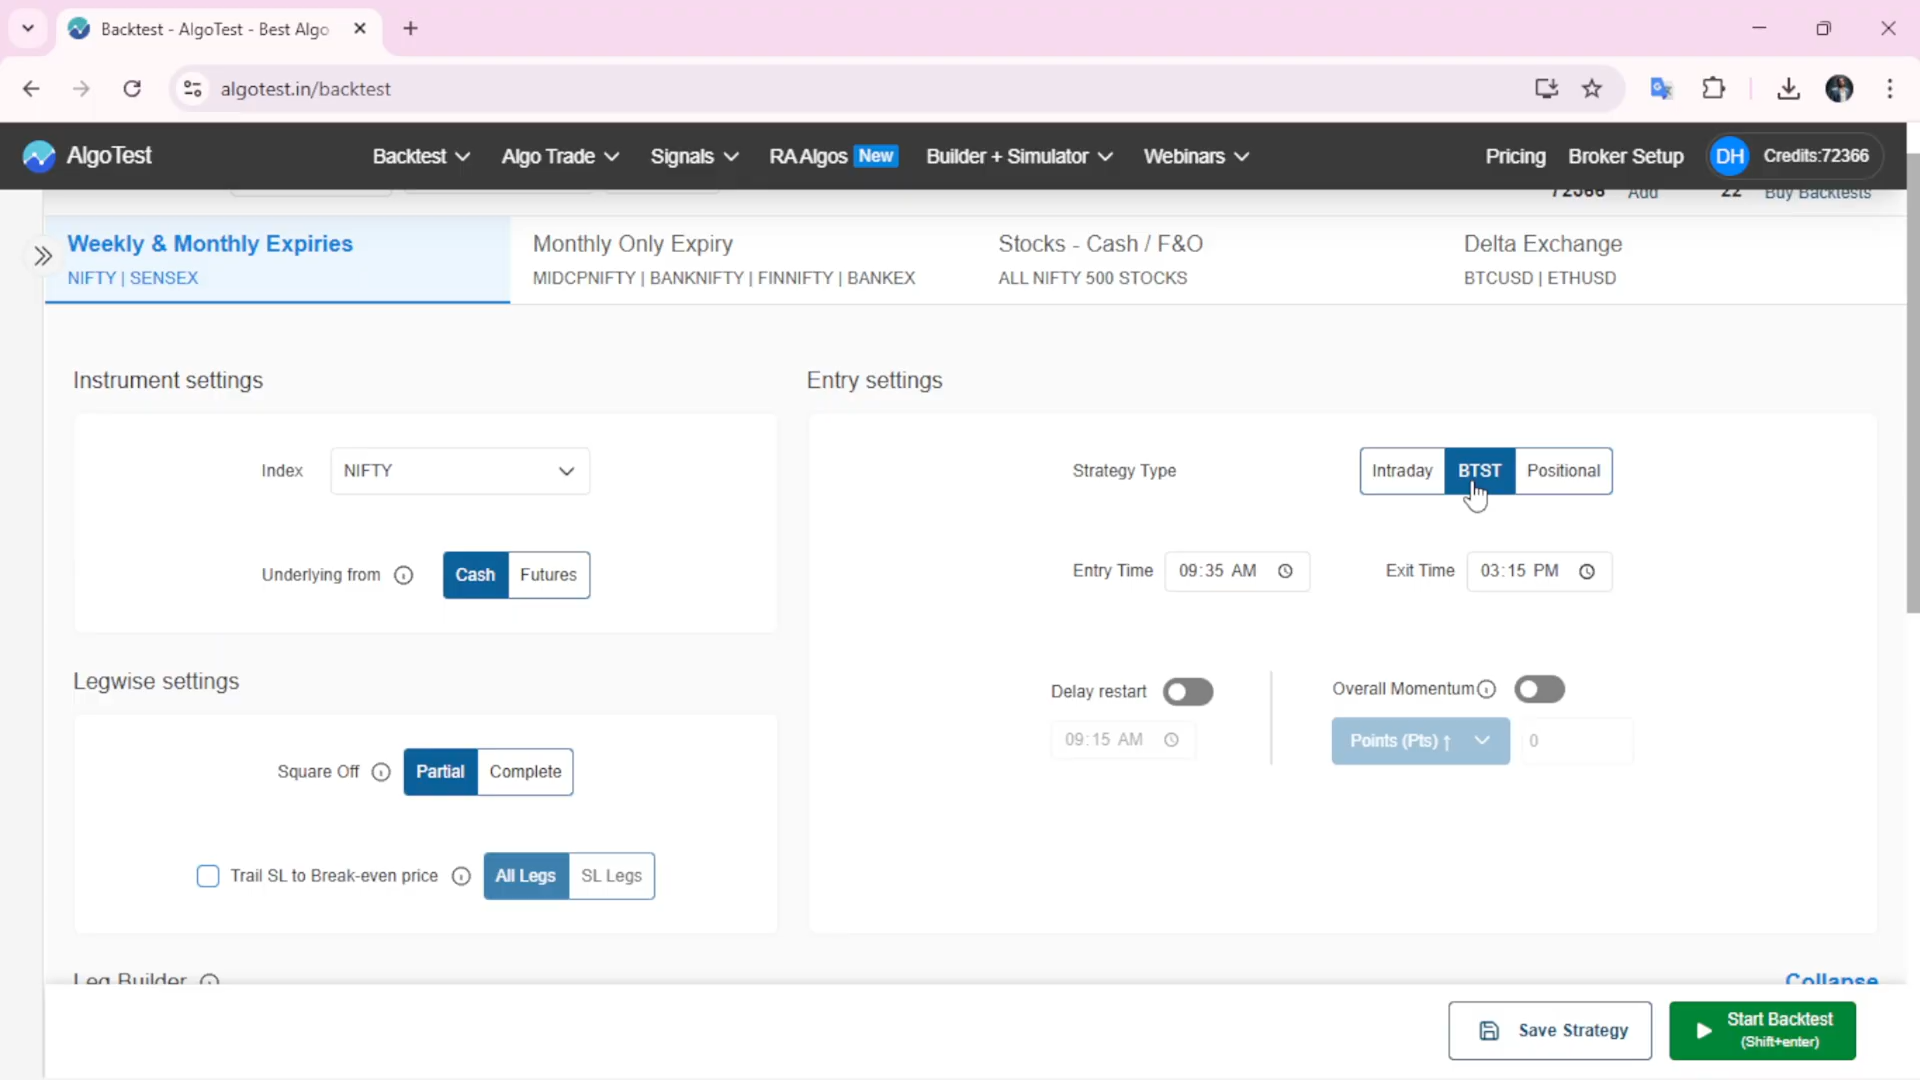 Backtest - AlgoTest - Best Algo
algotest.in/backtest
AlgoTest
Backtest
Algo Trade
Signals
RA Algos New
Builder + Simulator
Webinars
Pricing
Broker Setup
DH
Credits:72366
72366 Add 22 Buy Backtests
Weekly & Monthly Expiries
NIFTY | SENSEX
Monthly Only Expiry
MIDCPNIFTY | BANKNIFTY | FINNIFTY | BANKEX
Stocks - Cash / F&O
ALL NIFTY 500 STOCKS
Delta Exchange
BTCUSD | ETHUSD
Instrument settings
Index NIFTY
Underlying from Cash Futures
Legwise settings
Square Off Partial Complete
Trail SL to Break-even price All Legs SL Legs
Entry settings
Strategy Type Intraday BTST Positional
Entry Time 09:35 AM Exit Time 03:15 PM
Delay restart
09:15 AM
Overall Momentum
Points (Pts) ↑ 0
Leg Builder
Collapse
Save Strategy
Start Backtest
(Shift+enter)